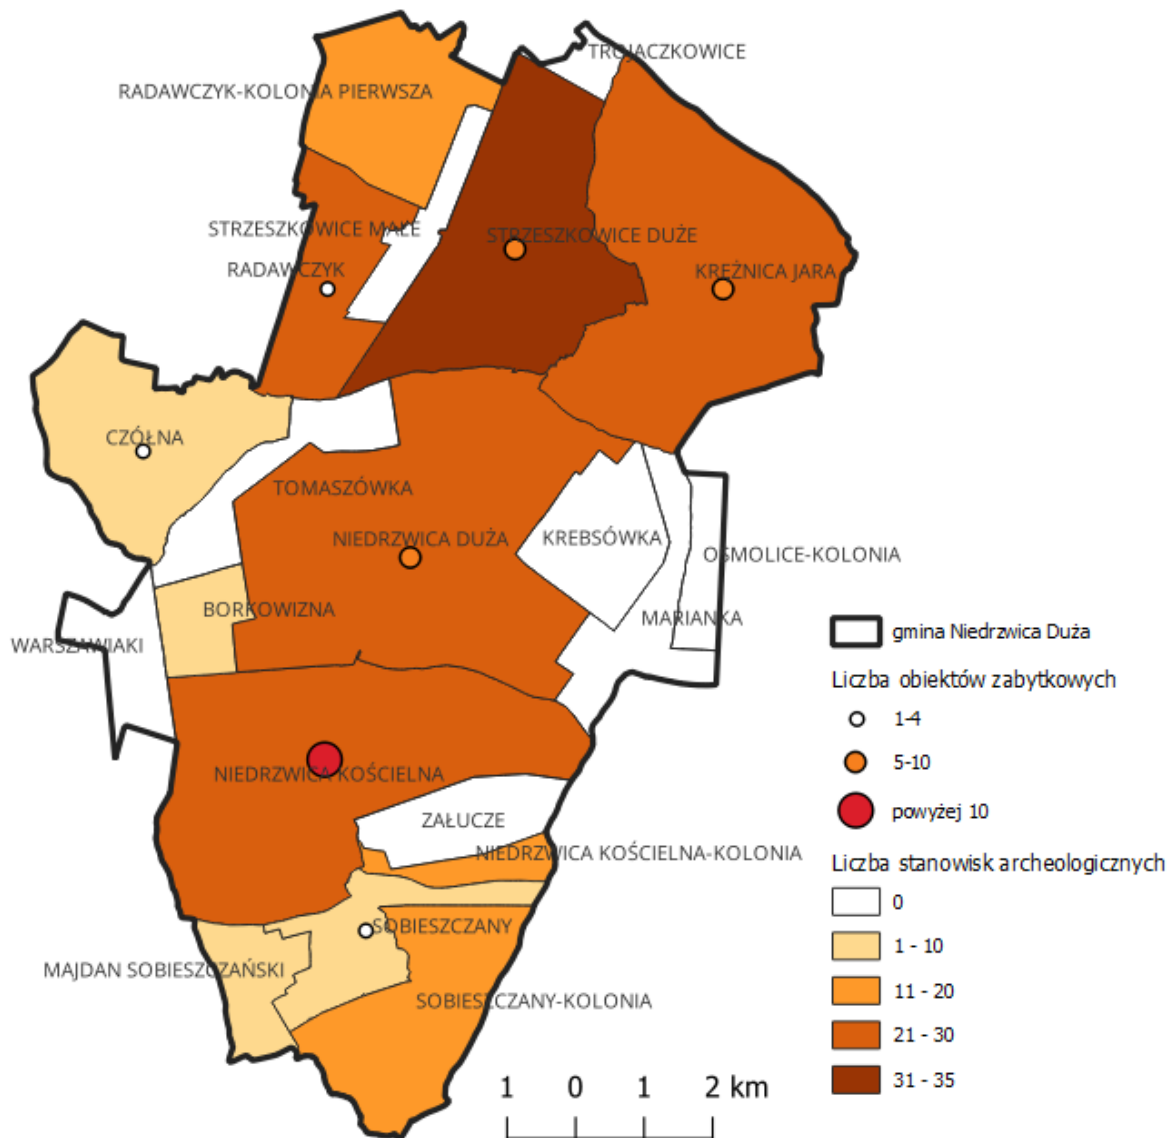 TROJACZKOWICE
RADAWCZYK-KOLONIA PIERWSZA
STRZESZKOWICE MAŁE
STRZESZKOWICE DUŻE
RADAWCZYK
KRĘŻNICA JARA
CZÓŁNA
TOMASZÓWKA
NIEDRZWICA DUŻA
KREBSÓWKA
OSMOLICE-KOLONIA
BORKOWIZNA
MARIANKA
WARSZAWIAKI
gmina Niedrzwica Duża
Liczba obiektów zabytkowych
1-4
5-10
powyżej 10
NIEDRZWICA KOŚCIELNA
ZAŁUCZE
NIEDRZWICA KOŚCIELNA-KOLONIA
Liczba stanowisk archeologicznych
0
1 - 10
11 - 20
21 - 30
31 - 35
SOBIESZCZANY
MAJDAN SOBIESZCZAŃSKI
SOBIESZCZANY-KOLONIA
1 0 1 2 km